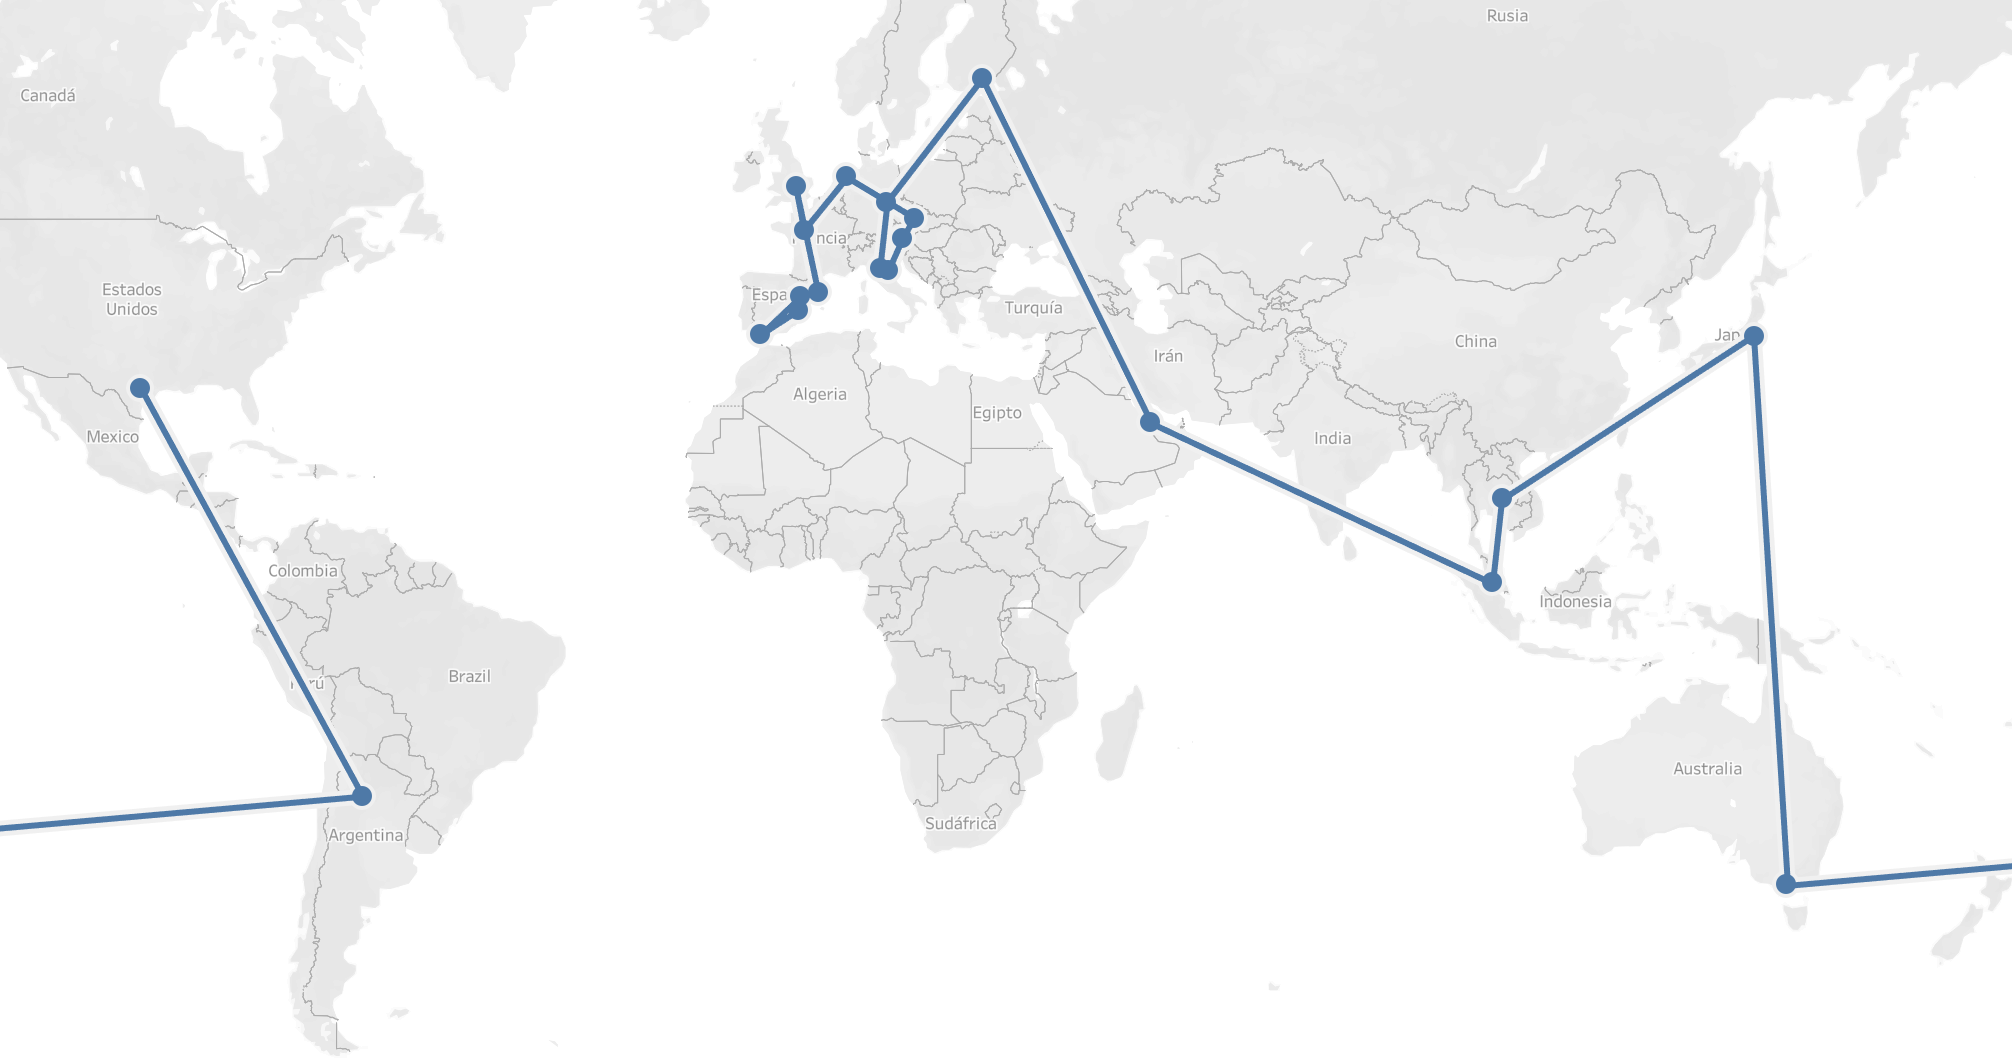 Rusia
Canadá
ncia
Estados
Unidos
Espa
Turquía
Jap
China
Irán
Algeria
Egipto
Mexico
India
Colombia
Indonesia
Brazil
rú
Australia
Sudáfrica
Argentina